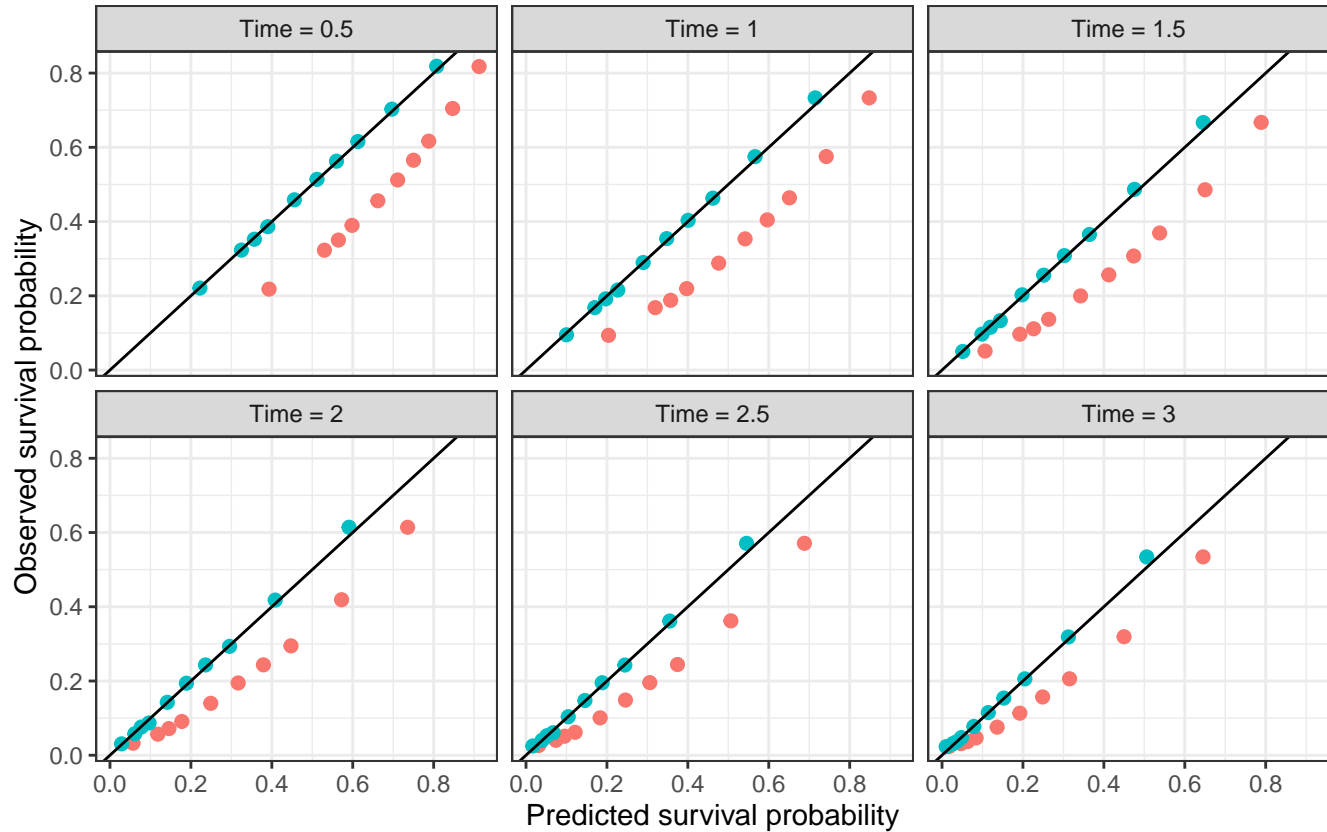 Time = 0.5
Time = 1
Time = 1.5
0.8
0.6
0.4
0.2
0.0
Time = 2
Time = 2.5
Time = 3
0.8
0.6
0.4
0.2
0.0
0.0 0.2 0.4 0.6 0.8
0.0 0.2 0.4 0.6 0.8
0.0 0.2 0.4 0.6 0.8
Observed survival probability
Predicted survival probability